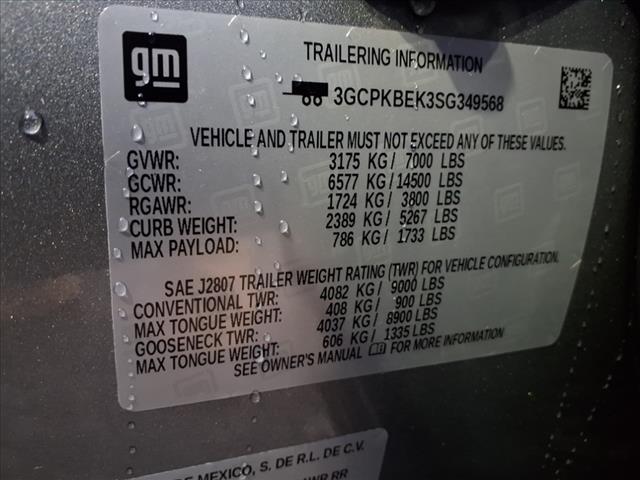 gm
TRAILERING INFORMATION
3GCPKBEK3SG349568
VEHICLE AND TRAILER MUST NOT EXCEED ANY OF THESE VALUES.
GVWR: 3175 KG/ 7000 LBS
GCWR: 6577 KG/14500 LBS
RGAWR: 1724 KG/ 3800 LBS
CURB WEIGHT: 2389 KG/ 5267 LBS
MAX PAYLOAD: 786 KG/ 1733 LBS
SAE J2807 TRAILER WEIGHT RATING (TWR) FOR VEHICLE CONFIGURATION.
CONVENTIONAL TWR: 4082 KG/ 9000 LBS
MAX TONGUE WEIGHT: 408 KG/ 900 LBS
GOOSENECK TWR: 4037 KG/ 8900 LBS
MAX TONGUE WEIGHT: 606 KG/ 1335 LBS
SEE OWNER'S MANUAL FOR MORE INFORMATION
DE MEXICO, S. DE R.L. DE C.V.
RR